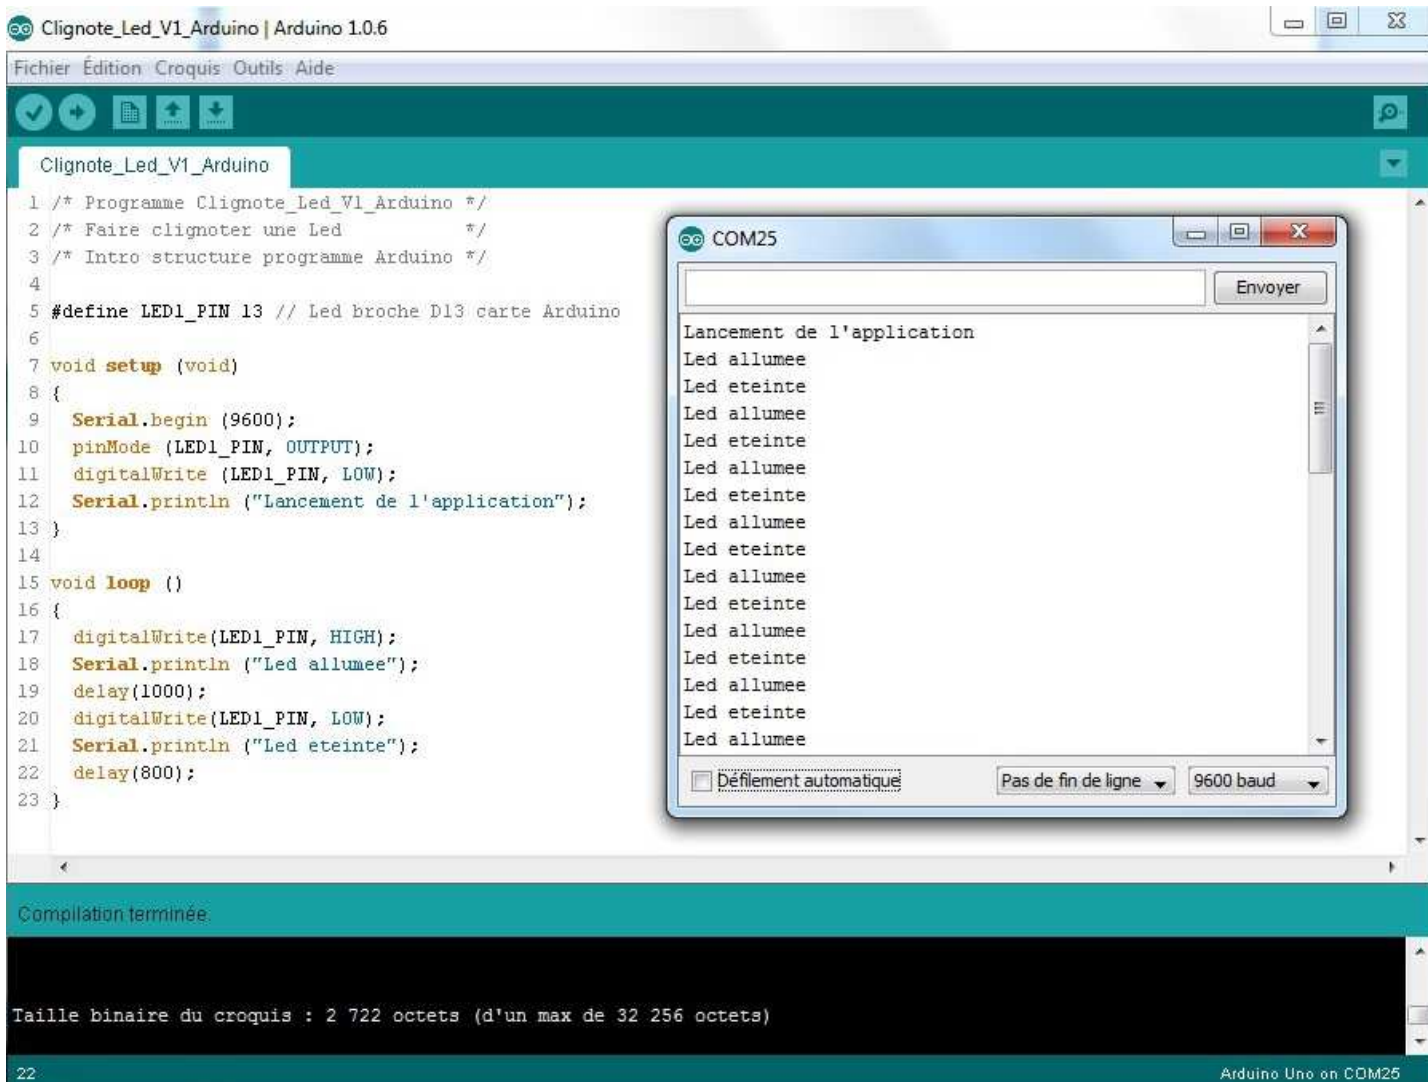 Clignote_Led_V1_Arduino | Arduino 1.0.6
Fichier Édition Croquis Outils Aide
Clignote_Led_V1_Arduino
1 /* Programme Clignote_Led_V1_Arduino */
2 /* Faire clignoter une Led */
3 /* Intro structure programme Arduino */
4
5 #define LED1_PIN 13 // Led broche D13 carte Arduino
6
7 void setup (void)
8 {
9 Serial.begin (9600);
10 pinMode (LED1_PIN, OUTPUT);
11 digitalWrite (LED1_PIN, LOW);
12 Serial.println ("Lancement de l'application");
13 }
14
15 void loop ()
16 {
17 digitalWrite(LED1_PIN, HIGH);
18 Serial.println ("Led allumee");
19 delay(1000);
20 digitalWrite(LED1_PIN, LOW);
21 Serial.println ("Led eteinte");
22 delay(800);
23 }
COM25
Envoyer
Lancement de l'application
Led allumee
Led eteinte
Led allumee
Led eteinte
Led allumee
Led eteinte
Led allumee
Led eteinte
Led allumee
Led eteinte
Led allumee
Led eteinte
Led allumee
Led eteinte
Led allumee
Défilement automatique
Pas de fin de ligne
9600 baud
Compilation terminée.
Taille binaire du croquis : 2 722 octets (d'un max de 32 256 octets)
22
Arduino Uno on COM25